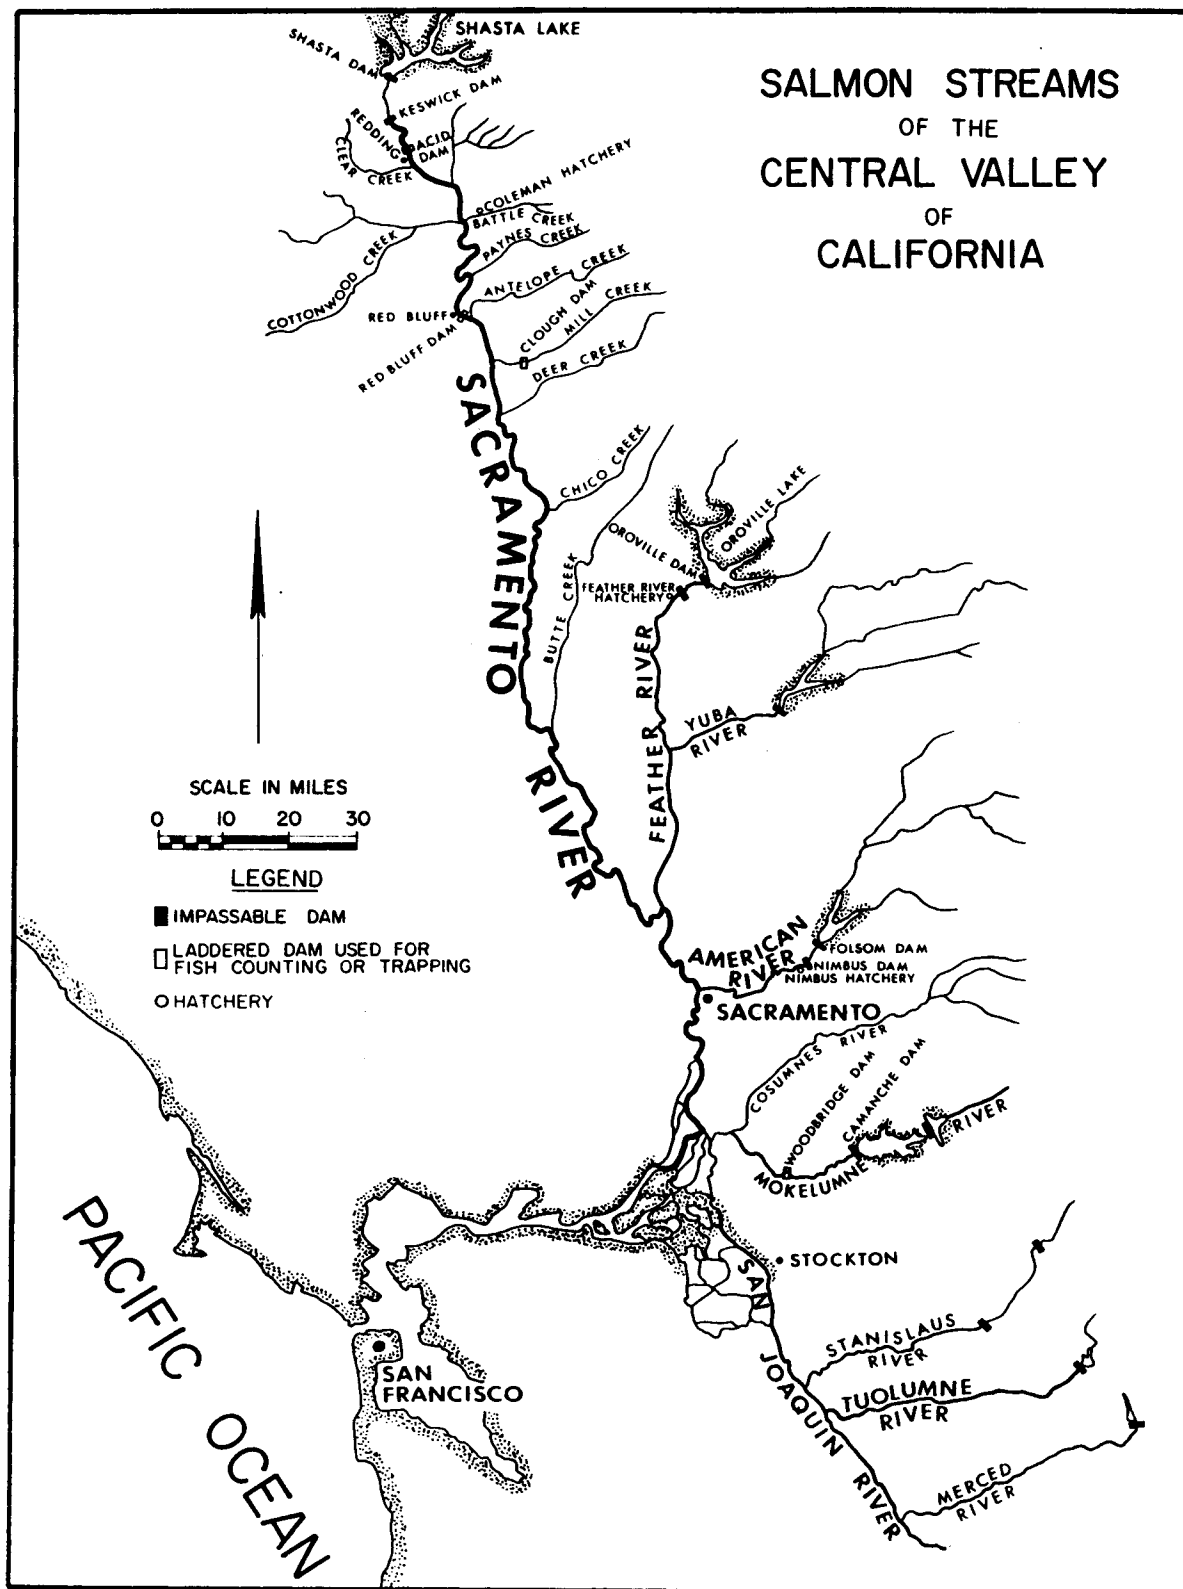 SHASTA LAKE
SHASTA DAM
KESWICK DAM
REDDING
A.C.I.D.
DAM
CLEAR CREEK
COLEMAN HATCHERY
BATTLE CREEK
PAYNES CREEK
COTTONWOOD CREEK
ANTELOPE CREEK
RED BLUFF
RED BLUFF DAM
CLOUGH DAM
MILL CREEK
DEER CREEK
SALMON STREAMS
OF THE
CENTRAL VALLEY
OF
CALIFORNIA
SACRAMENTO RIVER
CHICO CREEK
BUTTE CREEK
OROVILLE LAKE
OROVILLE DAM
FEATHER RIVER
HATCHERY
FEATHER RIVER
YUBA
RIVER
SCALE IN MILES
0 10 20 30
LEGEND
IMPASSABLE DAM
LADDERED DAM USED FOR
FISH COUNTING OR TRAPPING
HATCHERY
AMERICAN
RIVER
FOLSOM DAM
NIMBUS DAM
NIMBUS HATCHERY
SACRAMENTO
COSUMNES RIVER
WOODBRIDGE DAM
CAMANCHE DAM
MOKELUMNE RIVER
STOCKTON
SAN JOAQUIN RIVER
STANISLAUS
RIVER
TUOLUMNE
RIVER
MERCED
RIVER
SAN
FRANCISCO
PACIFIC OCEAN